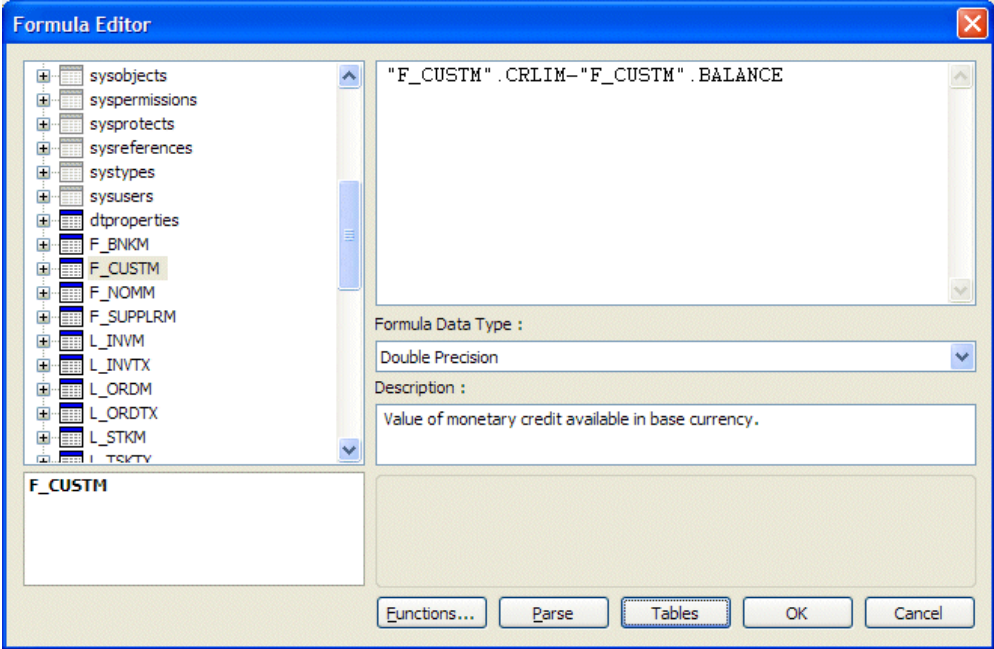 Formula Editor
sysobjects
syspermissions
sysprotects
sysreferences
systypes
sysusers
dtproperties
F_BNKM
F_CUSTM
F_NOMM
F_SUPPLRM
L_INVM
L_INVTX
L_ORDM
L_ORDTX
L_STKM
L_TSKTX
F_CUSTM
"F_CUSTM".CRLIM-"F_CUSTM".BALANCE
Formula Data Type :
Double Precision
Description :
Value of monetary credit available in base currency.
Functions...
Parse
Tables
OK
Cancel